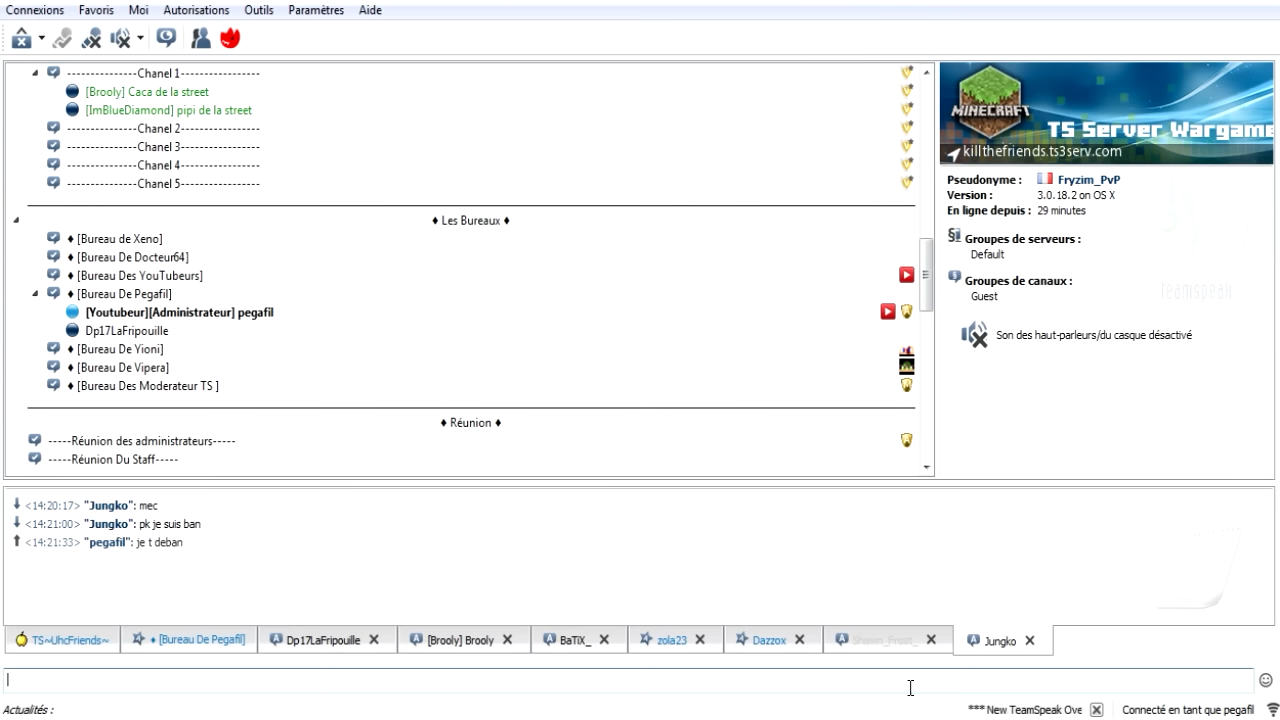 Connexions Favoris Moi Autorisations Outils Paramètres Aide
---------------Chanel 1-----------------
[Brooly] Caca de la street
[ImBlueDiamond] pipi de la street
---------------Chanel 2-----------------
---------------Chanel 3-----------------
---------------Chanel 4-----------------
---------------Chanel 5-----------------
♦ Les Bureaux ♦
♦ [Bureau de Xeno]
♦ [Bureau De Docteur64]
♦ [Bureau Des YouTubeurs]
♦ [Bureau De Pegafil]
[Youtubeur][Administrateur] pegafil
Dp17LaFripouille
♦ [Bureau De Yioni]
♦ [Bureau De Vipera]
♦ [Bureau Des Moderateur TS ]
♦ Réunion ♦
-----Réunion des administrateurs-----
-----Réunion Du Staff-----
MINECRAFT
TS Server Wargame
killthefriends.ts3serv.com
Pseudonyme : Fryzim_PvP
Version : 3.0.18.2 on OS X
En ligne depuis : 29 minutes
Groupes de serveurs :
Default
Groupes de canaux :
Guest
teamspeak
Son des haut-parleurs/du casque désactivé
<14:20:17> "Jungko": mec
<14:21:00> "Jungko": pk je suis ban
<14:21:33> "pegafil": je t deban
TS~UhcFriends~ ♦ [Bureau De Pegafil] Dp17LaFripouille [Brooly] Brooly BaTiX_ zola23 Dazzox Shawn_Frost_ Jungko
Actualités : *** New TeamSpeak Ove Connecté en tant que pegafil